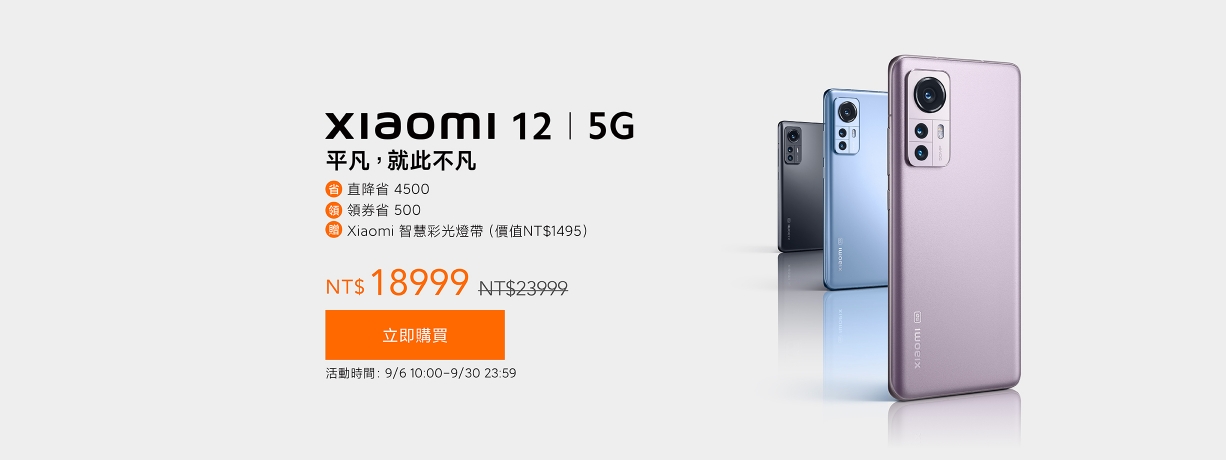 XIAOMI 12 | 5G
平凡，就此不凡
省 直降省 4500
領 領券省 500
贈 Xiaomi 智慧彩光燈帶 (價值NT$1495)
NT$ 18999 NT$23999
立即購買
活動時間: 9/6 10:00-9/30 23:59
XIAOMI 5G